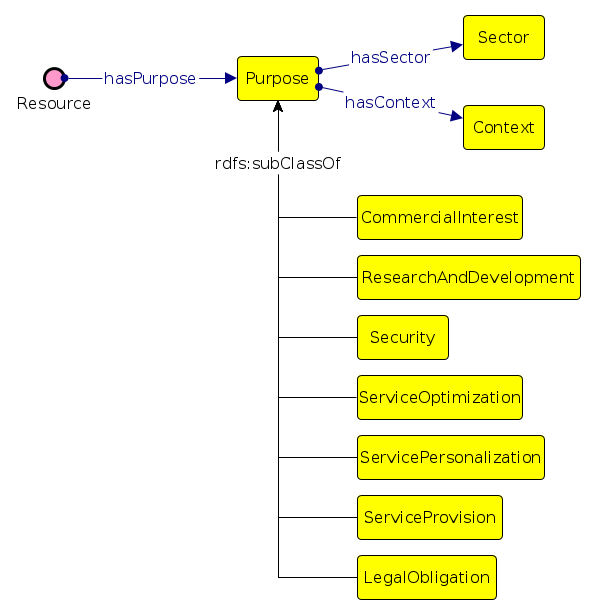 Sector
hasSector
hasPurpose
Purpose
Resource
hasContext
Context
rdfs:subClassOf
CommercialInterest
ResearchAndDevelopment
Security
ServiceOptimization
ServicePersonalization
ServiceProvision
LegalObligation